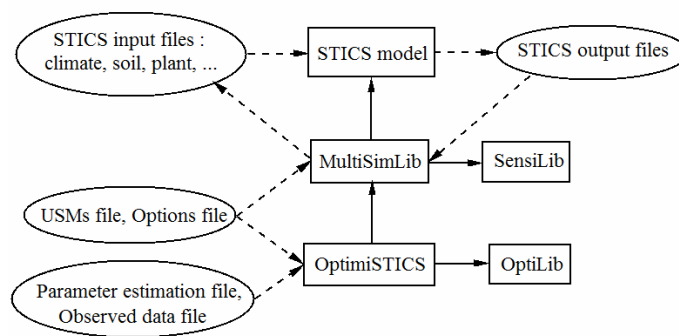 STICS input files :
climate, soil, plant, ...
STICS model
STICS output files
MultiSimLib
SensiLib
USMs file, Options file
OptimiSTICS
OptiLib
Parameter estimation file,
Observed data file